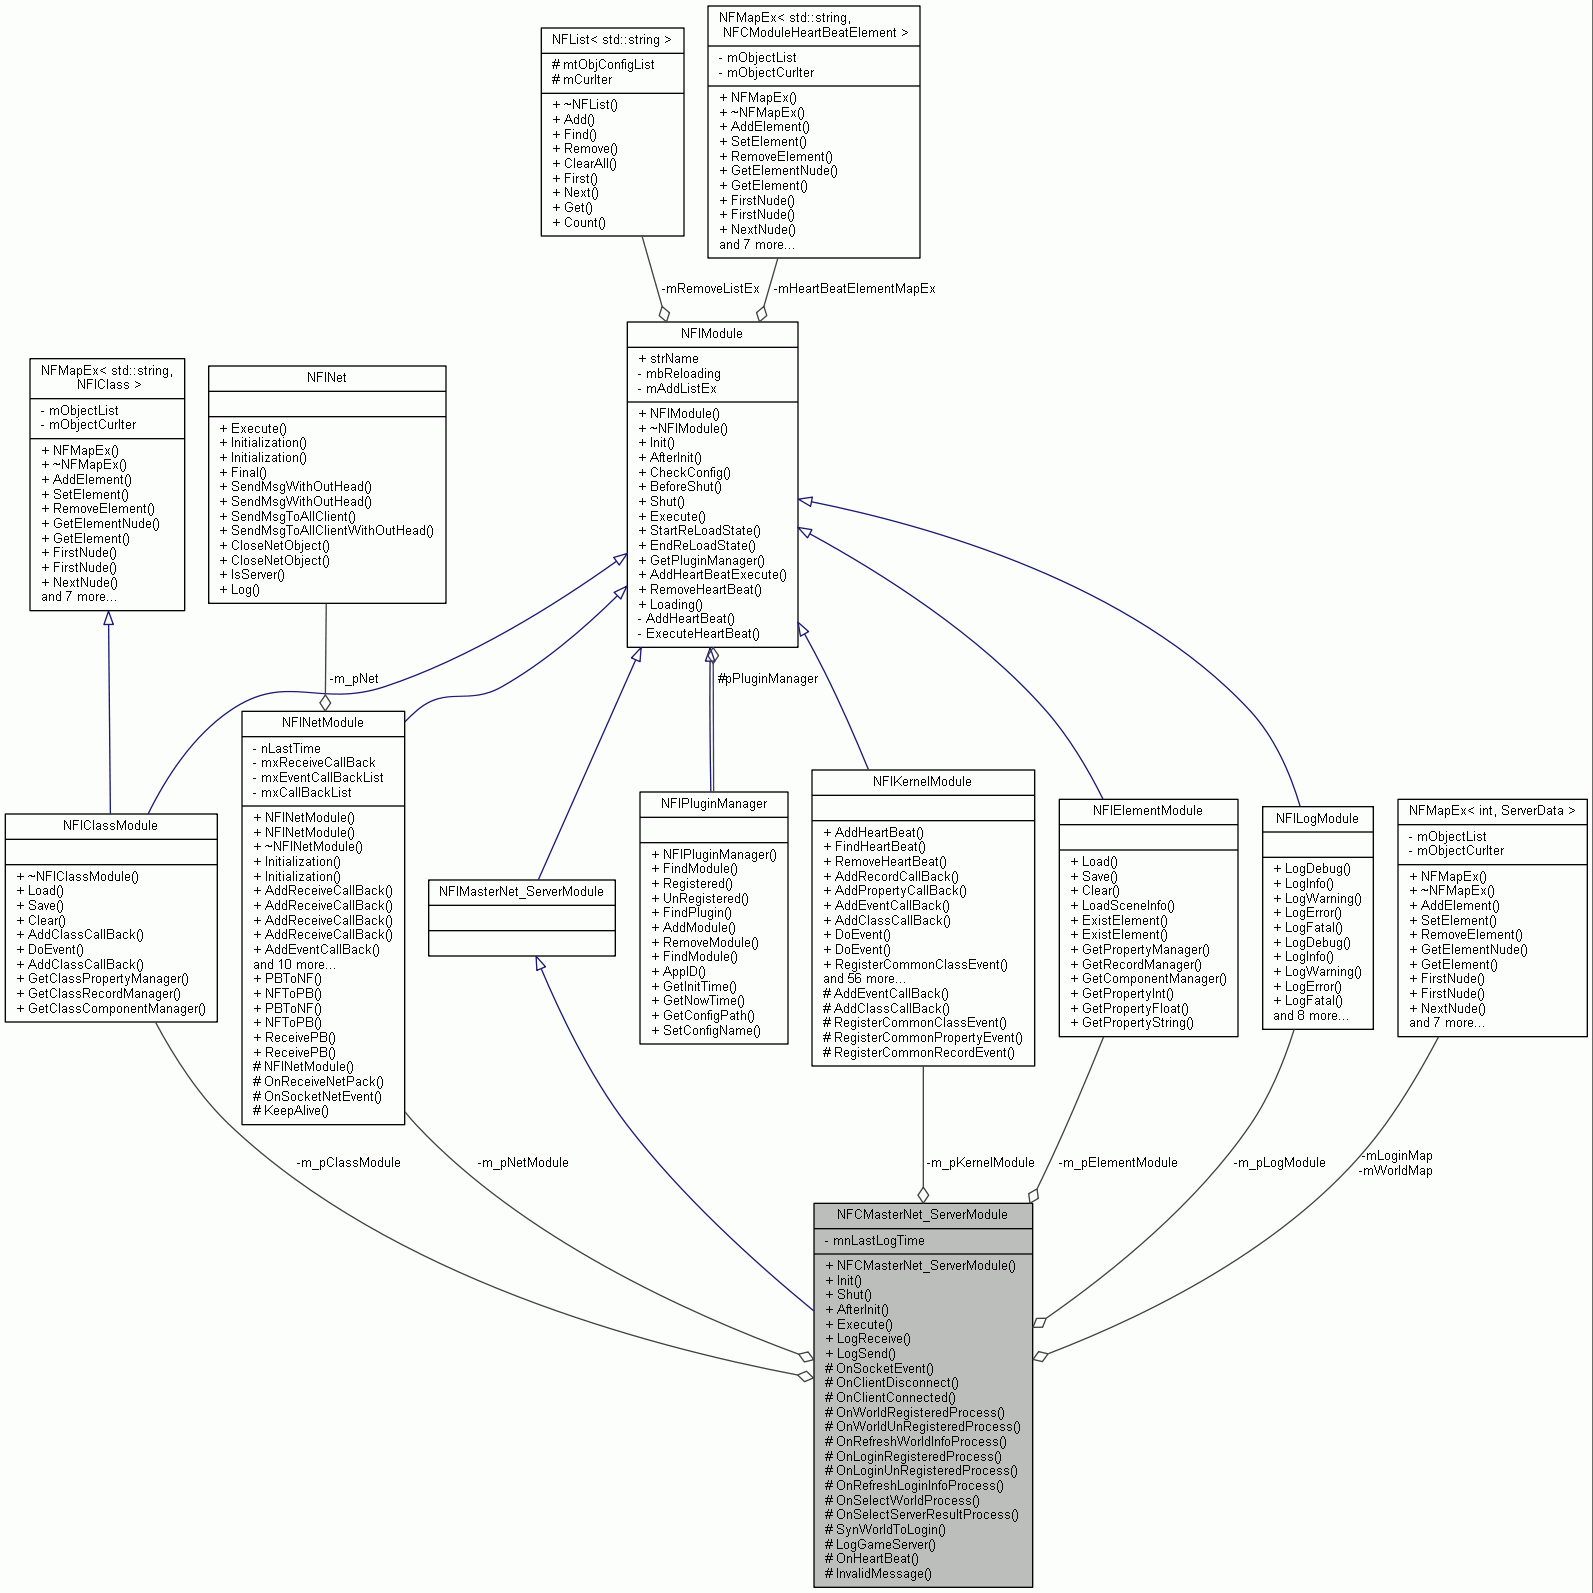 NFList< std::string >
# mtObjConfigList
# mCurIter
+ ~NFList()
+ Add()
+ Find()
+ Remove()
+ ClearAll()
+ First()
+ Next()
+ Get()
+ Count()
NFMapEx< std::string,
NFCModuleHeartBeatElement >
- mObjectList
- mObjectCurIter
+ NFMapEx()
+ ~NFMapEx()
+ AddElement()
+ SetElement()
+ RemoveElement()
+ GetElementNude()
+ GetElement()
+ FirstNude()
+ FirstNude()
+ NextNude()
and 7 more...
-mRemoveListEx
-mHeartBeatElementMapEx
NFIModule
+ strName
- mbReloading
- mAddListEx
+ NFIModule()
+ ~NFIModule()
+ Init()
+ AfterInit()
+ CheckConfig()
+ BeforeShut()
+ Shut()
+ Execute()
+ StartReLoadState()
+ EndReLoadState()
+ GetPluginManager()
+ AddHeartBeatExecute()
+ RemoveHeartBeat()
+ Loading()
- AddHeartBeat()
- ExecuteHeartBeat()
NFMapEx< std::string,
NFIClass >
- mObjectList
- mObjectCurIter
+ NFMapEx()
+ ~NFMapEx()
+ AddElement()
+ SetElement()
+ RemoveElement()
+ GetElementNude()
+ GetElement()
+ FirstNude()
+ FirstNude()
+ NextNude()
and 7 more...
NFINet
+ Execute()
+ Initialization()
+ Initialization()
+ Final()
+ SendMsgWithOutHead()
+ SendMsgWithOutHead()
+ SendMsgToAllClient()
+ SendMsgToAllClientWithOutHead()
+ CloseNetObject()
+ CloseNetObject()
+ IsServer()
+ Log()
-m_pNet
#pPluginManager
NFIClassModule
+ ~NFIClassModule()
+ Load()
+ Save()
+ Clear()
+ AddClassCallBack()
+ DoEvent()
+ AddClassCallBack()
+ GetClassPropertyManager()
+ GetClassRecordManager()
+ GetClassComponentManager()
NFINetModule
- nLastTime
- mxReceiveCallBack
- mxEventCallBackList
- mxCallBackList
+ NFINetModule()
+ NFINetModule()
+ ~NFINetModule()
+ Initialization()
+ Initialization()
+ AddReceiveCallBack()
+ AddReceiveCallBack()
+ AddReceiveCallBack()
+ AddReceiveCallBack()
+ AddEventCallBack()
and 10 more...
+ PBToNF()
+ NFToPB()
+ PBToNF()
+ NFToPB()
+ ReceivePB()
+ ReceivePB()
# NFINetModule()
# OnReceiveNetPack()
# OnSocketNetEvent()
# KeepAlive()
NFIMasterNet_ServerModule
NFIPluginManager
+ NFIPluginManager()
+ FindModule()
+ Registered()
+ UnRegistered()
+ FindPlugin()
+ AddModule()
+ RemoveModule()
+ FindModule()
+ AppID()
+ GetInitTime()
+ GetNowTime()
+ GetConfigPath()
+ SetConfigName()
NFIKernelModule
+ AddHeartBeat()
+ FindHeartBeat()
+ RemoveHeartBeat()
+ AddRecordCallBack()
+ AddPropertyCallBack()
+ AddEventCallBack()
+ AddClassCallBack()
+ DoEvent()
+ DoEvent()
+ RegisterCommonClassEvent()
and 56 more...
# AddEventCallBack()
# AddClassCallBack()
# RegisterCommonClassEvent()
# RegisterCommonPropertyEvent()
# RegisterCommonRecordEvent()
NFIElementModule
+ Load()
+ Save()
+ Clear()
+ LoadSceneInfo()
+ ExistElement()
+ ExistElement()
+ GetPropertyManager()
+ GetRecordManager()
+ GetComponentManager()
+ GetPropertyInt()
+ GetPropertyFloat()
+ GetPropertyString()
NFILogModule
+ LogDebug()
+ LogInfo()
+ LogWarning()
+ LogError()
+ LogFatal()
+ LogDebug()
+ LogInfo()
+ LogWarning()
+ LogError()
+ LogFatal()
and 8 more...
NFMapEx< int, ServerData >
- mObjectList
- mObjectCurIter
+ NFMapEx()
+ ~NFMapEx()
+ AddElement()
+ SetElement()
+ RemoveElement()
+ GetElementNude()
+ GetElement()
+ FirstNude()
+ FirstNude()
+ NextNude()
and 7 more...
-m_pClassModule
-m_pNetModule
-m_pKernelModule
-m_pElementModule
-m_pLogModule
-mLoginMap
-mWorldMap
NFCMasterNet_ServerModule
- mnLastLogTime
+ NFCMasterNet_ServerModule()
+ Init()
+ Shut()
+ AfterInit()
+ Execute()
+ LogReceive()
+ LogSend()
# OnSocketEvent()
# OnClientDisconnect()
# OnClientConnected()
# OnWorldRegisteredProcess()
# OnWorldUnRegisteredProcess()
# OnRefreshWorldInfoProcess()
# OnLoginRegisteredProcess()
# OnLoginUnRegisteredProcess()
# OnRefreshLoginInfoProcess()
# OnSelectWorldProcess()
# OnSelectServerResultProcess()
# SynWorldToLogin()
# LogGameServer()
# OnHeartBeat()
# InvalidMessage()